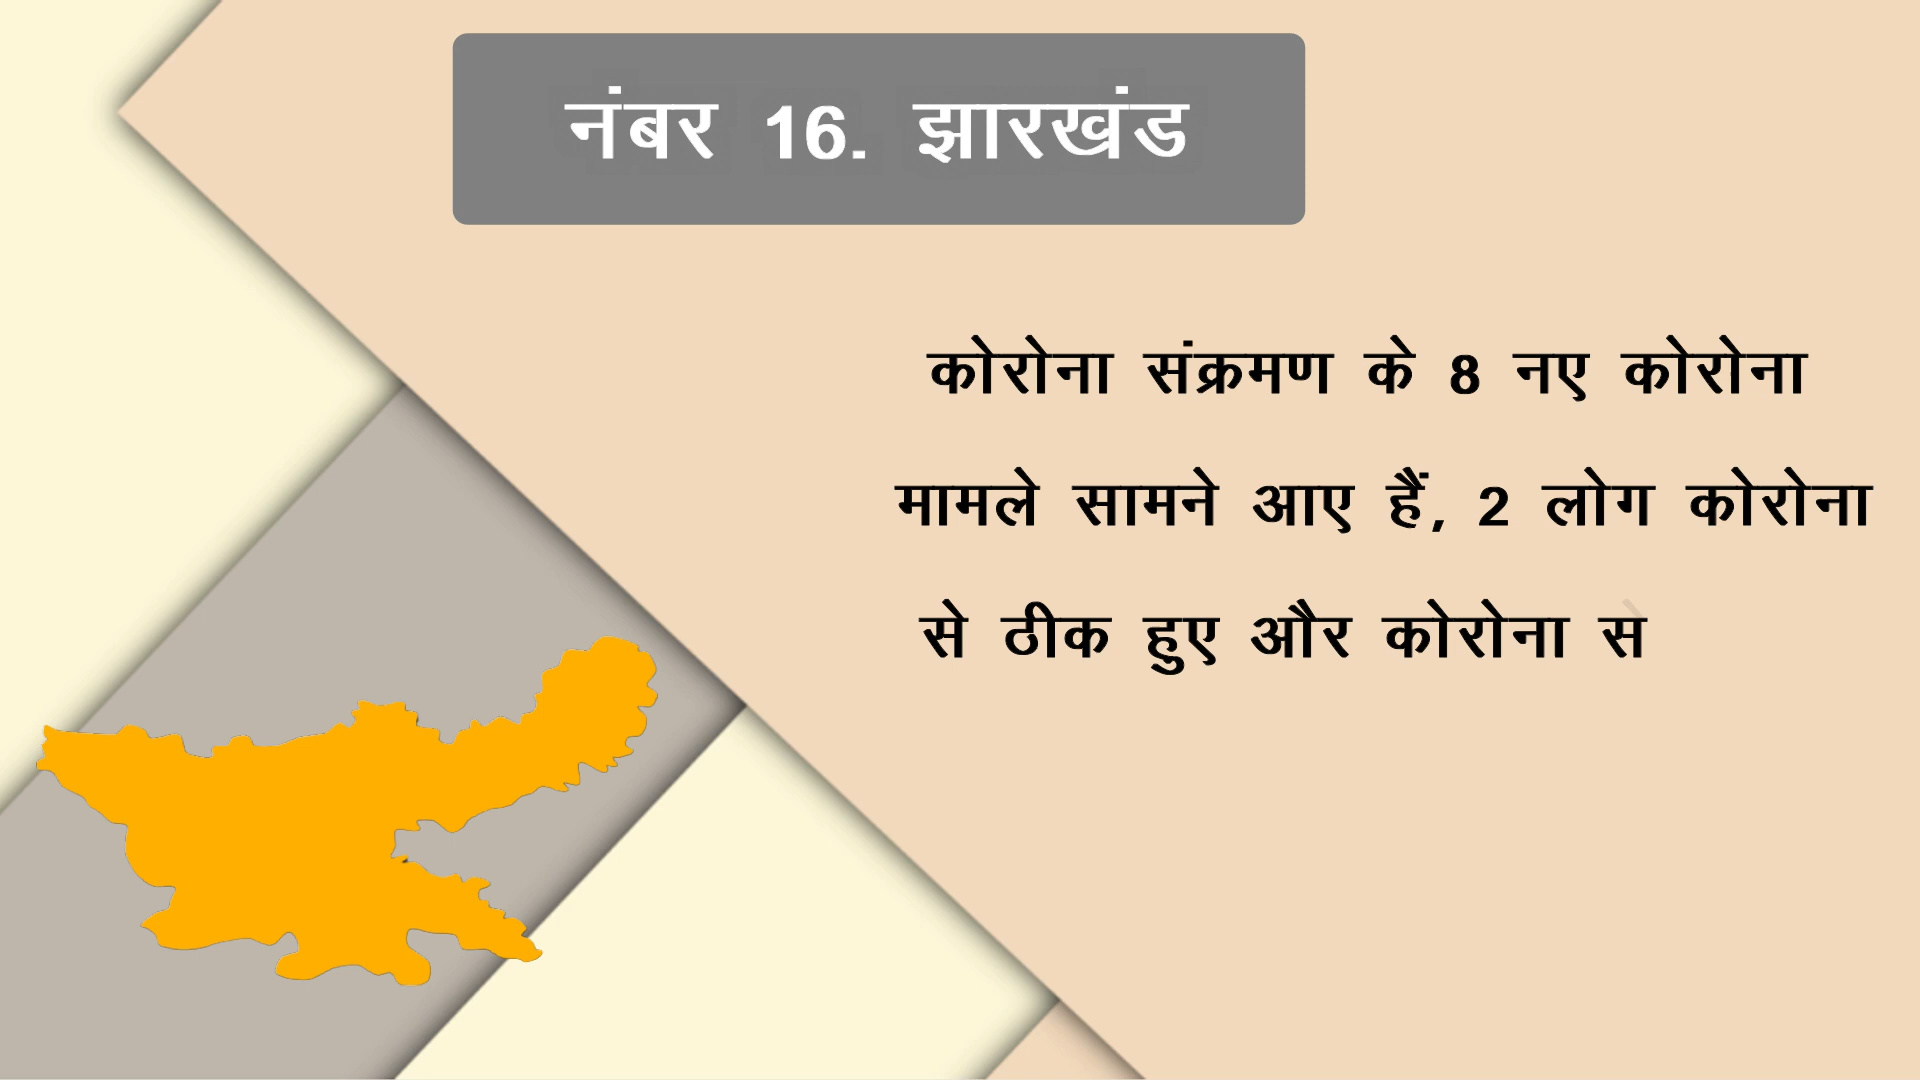 नंबर 16. झारखंड
कोरोना संक्रमण के 8 नए कोरोना
मामले सामने आए हैं, 2 लोग कोरोना
से ठीक हुए और कोरोना से